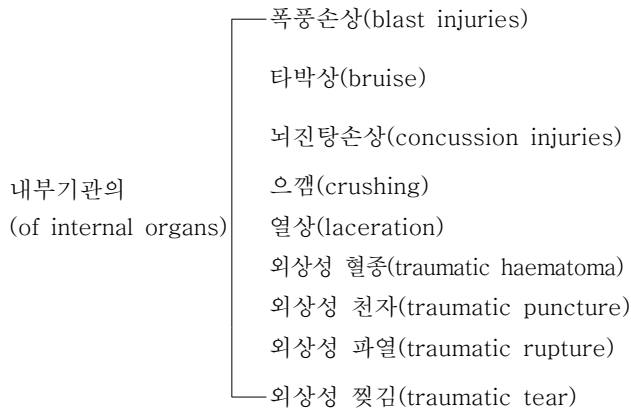 폭풍손상(blast injuries)
타박상(bruise)
뇌진탕손상(concussion injuries)
내부기관의
(of internal organs)
으깸(crushing)
열상(laceration)
외상성 혈종(traumatic haematoma)
외상성 천자(traumatic puncture)
외상성 파열(traumatic rupture)
외상성 찢김(traumatic tear)